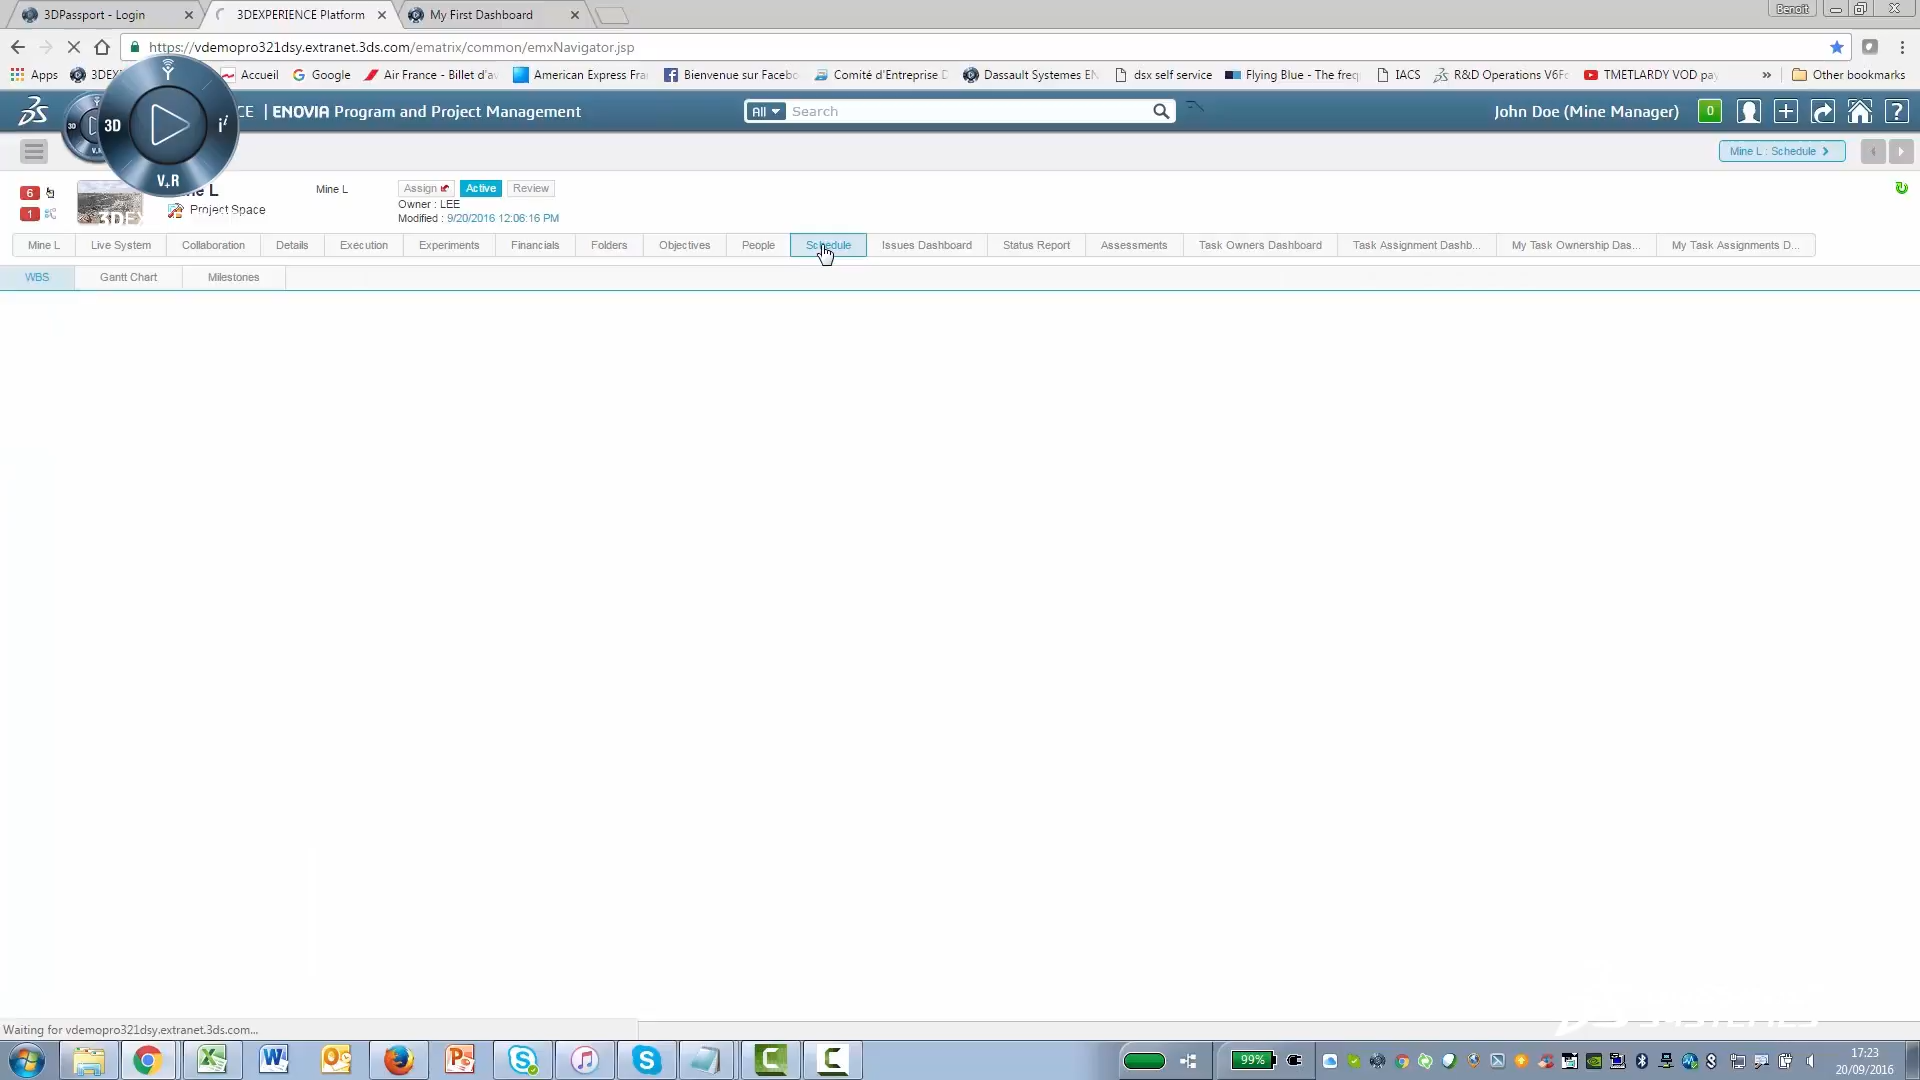 3DPassport - Login
3DEXPERIENCE Platform
My First Dashboard
Benoit
https://vdemopro321dsy.extranet.3ds.com/ematrix/common/emxNavigator.jsp
Apps
3DE
Accueil
Google
Air France - Billet d'av
American Express Fra
Bienvenue sur Facebo
Comité d'Entreprise D
Dassault Systemes EN
dsx self service
Flying Blue - The freq
IACS
R&D Operations V6Fo
TMETLARDY VOD pay
»
Other bookmarks
3D
V+R
CE | ENOVIA Program and Project Management
All
Search
John Doe (Mine Manager)
0
?
Mine L : Schedule
6
1
3DEX
L
Project Space
Mine L
Assign
Active
Review
Owner : LEE
Modified : 9/20/2016 12:06:16 PM
Mine L
Live System
Collaboration
Details
Execution
Experiments
Financials
Folders
Objectives
People
Schedule
Issues Dashboard
Status Report
Assessments
Task Owners Dashboard
Task Assignment Dashb...
My Task Ownership Das...
My Task Assignments D...
WBS
Gantt Chart
Milestones
Waiting for vdemopro321dsy.extranet.3ds.com...
99%
17:23
20/09/2016